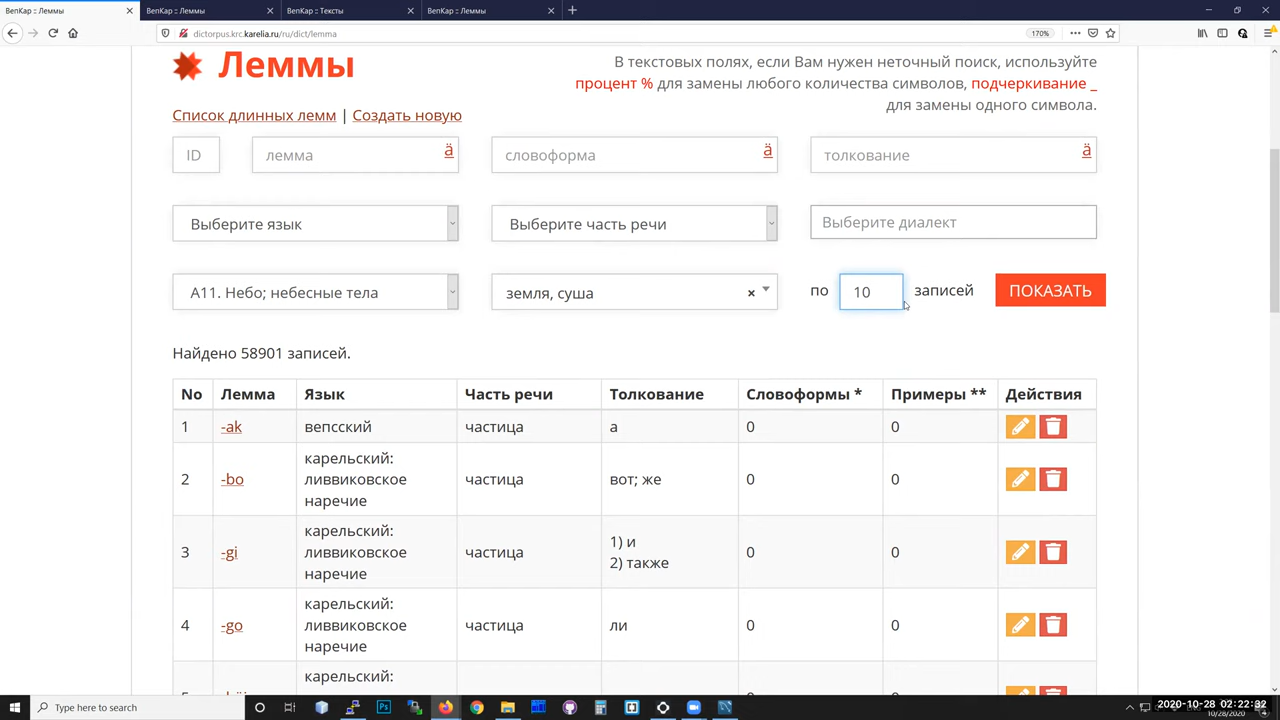 ВепКар :: Леммы
ВепКар :: Леммы
ВепКар :: Тексты
ВепКар :: Леммы
dictorpus.krc.karelia.ru/ru/dict/lemma
170%
Леммы
В текстовых полях, если Вам нужен неточный поиск, используйте
процент % для замены любого количества символов, подчеркивание _
для замены одного символа.
Список длинных лемм | Создать новую
ID
лемма
ä
словоформа
ä
толкование
ä
Выберите язык
Выберите часть речи
Выберите диалект
A11. Небо; небесные тела
земля, суша
×
по
10
записей
ПОКАЗАТЬ
Найдено 58901 записей.
No Лемма Язык Часть речи Толкование Словоформы * Примеры ** Действия
1 -ak вепсский частица а 0 0
карельский:
2 -bo ливвиковское частица вот; же 0 0
наречие
карельский:
3 -gi ливвиковское частица 1) и 0 0
наречие 2) также
карельский:
4 -go ливвиковское частица ли 0 0
наречие
карельский:
Type here to search
2020-10-28 02:22:32
10/28/2020